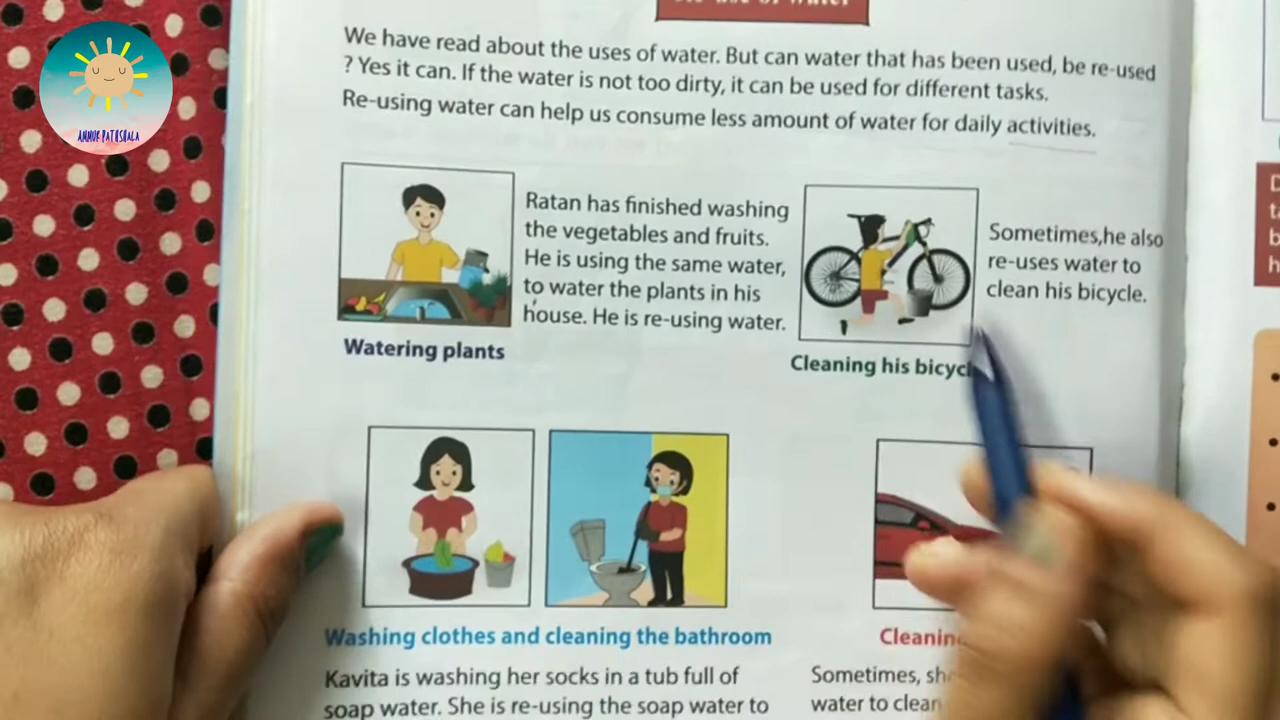 AMMUR PATHSHALA
We have read about the uses of water. But can water that has been used, be re-used
? Yes it can. If the water is not too dirty, it can be used for different tasks.
Re-using water can help us consume less amount of water for daily activities.
Ratan has finished washing
the vegetables and fruits.
He is using the same water,
to water the plants in his
house. He is re-using water.
Watering plants
Sometimes,he also
re-uses water to
clean his bicycle.
Cleaning his
Washing clothes and cleaning the bathroom
Kavita is washing her socks in a tub full of
soap water. She is re-using the soap water to
Sometimes,
water to clean